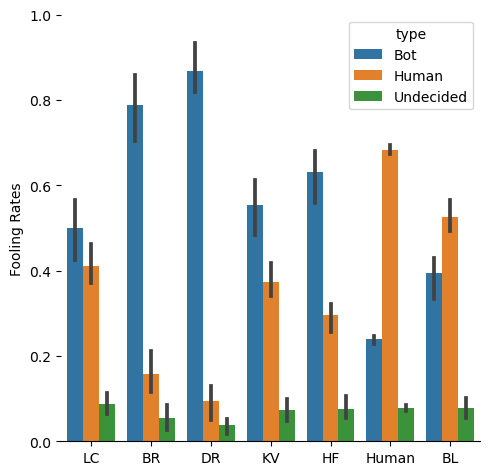 1.0
0.8
0.6
0.4
0.2
0.0
Fooling Rates
type
Bot
Human
Undecided
LC BR DR KV HF Human BL